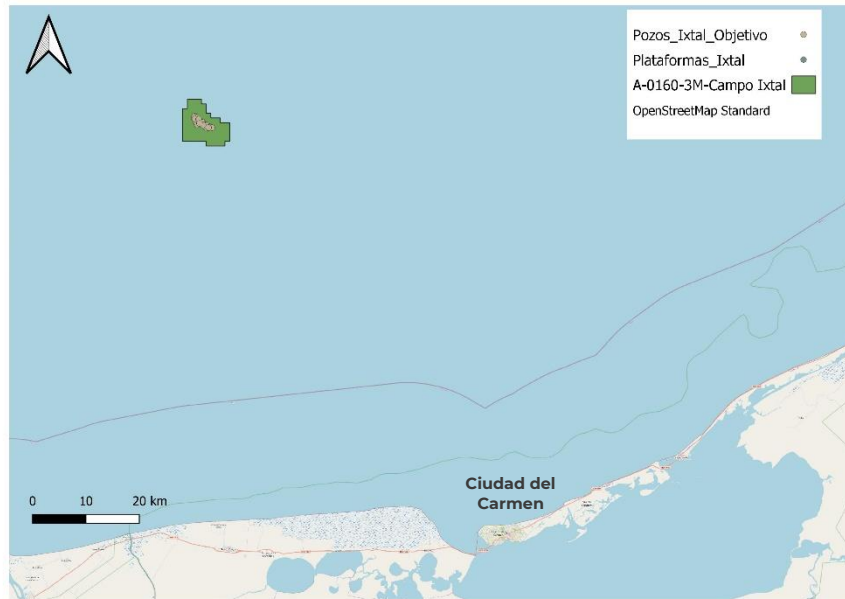 Pozos_Ixtal_Objetivo
Plataformas_Ixtal
A-0160-3M-Campo Ixtal
OpenStreetMap Standard
0 10 20 km
Ciudad del
Carmen